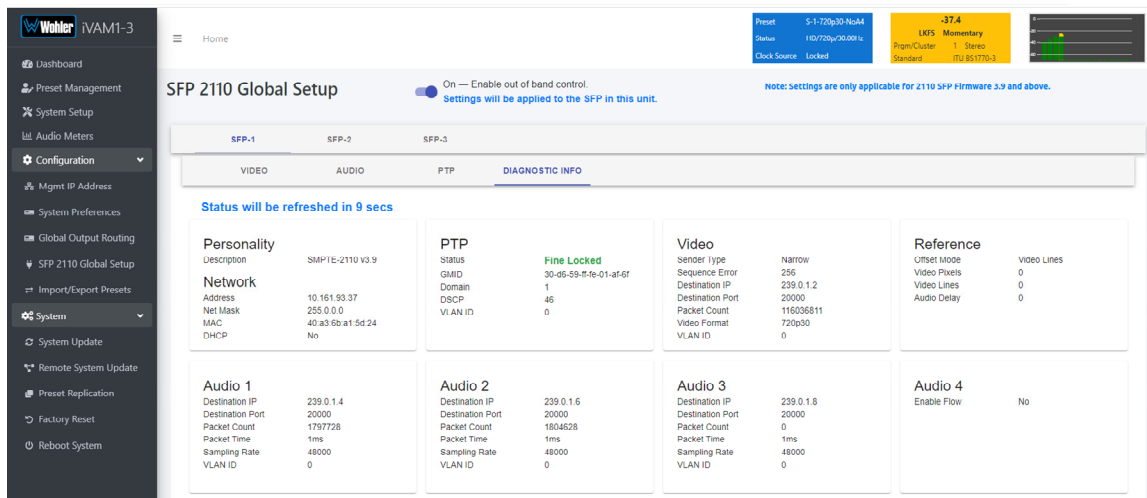 Wohler iVAM1-3
Dashboard
Preset Management
System Setup
Audio Meters
Configuration
Mgmt IP Address
System Preferences
Global Output Routing
SFP 2110 Global Setup
Import/Export Presets
System
System Update
Remote System Update
Preset Replication
Factory Reset
Reboot System
Home
Preset S-1-720p30-NoA4
Status HD/720p/30.00Hz
Clock Source Locked
-37.4
LKFS Momentary
Prqm/Cluster 1 Stereo
Standard ITU BS1770-3
SFP 2110 Global Setup
On — Enable out of band control.
Settings will be applied to the SFP in this unit.
Note: Settings are only applicable for 2110 SFP Firmware 3.9 and above.
SFP-1 SFP-2 SFP-3
VIDEO AUDIO PTP DIAGNOSTIC INFO
Status will be refreshed in 9 secs
Personality
Description SMPTE-2110 v3.9
Network
Address 10.161.93.37
Net Mask 255.0.0.0
MAC 40:a3:6b:a1:5d:24
DHCP No
PTP
Status Fine Locked
GMID 30-d6-59-ff-fe-01-af-6f
Domain 1
DSCP 46
VLAN ID 0
Video
Sender Type Narrow
Sequence Error 256
Destination IP 239.0.1.2
Destination Port 20000
Packet Count 116036811
Video Format 720p30
VLAN ID 0
Reference
Offset Mode Video Lines
Video Pixels 0
Video Lines 0
Audio Delay 0
Audio 1
Destination IP 239.0.1.4
Destination Port 20000
Packet Count 1797728
Packet Time 1ms
Sampling Rate 48000
VLAN ID 0
Audio 2
Destination IP 239.0.1.6
Destination Port 20000
Packet Count 1804628
Packet Time 1ms
Sampling Rate 48000
VLAN ID 0
Audio 3
Destination IP 239.0.1.8
Destination Port 20000
Packet Count 0
Packet Time 1ms
Sampling Rate 48000
VLAN ID 0
Audio 4
Enable Flow No